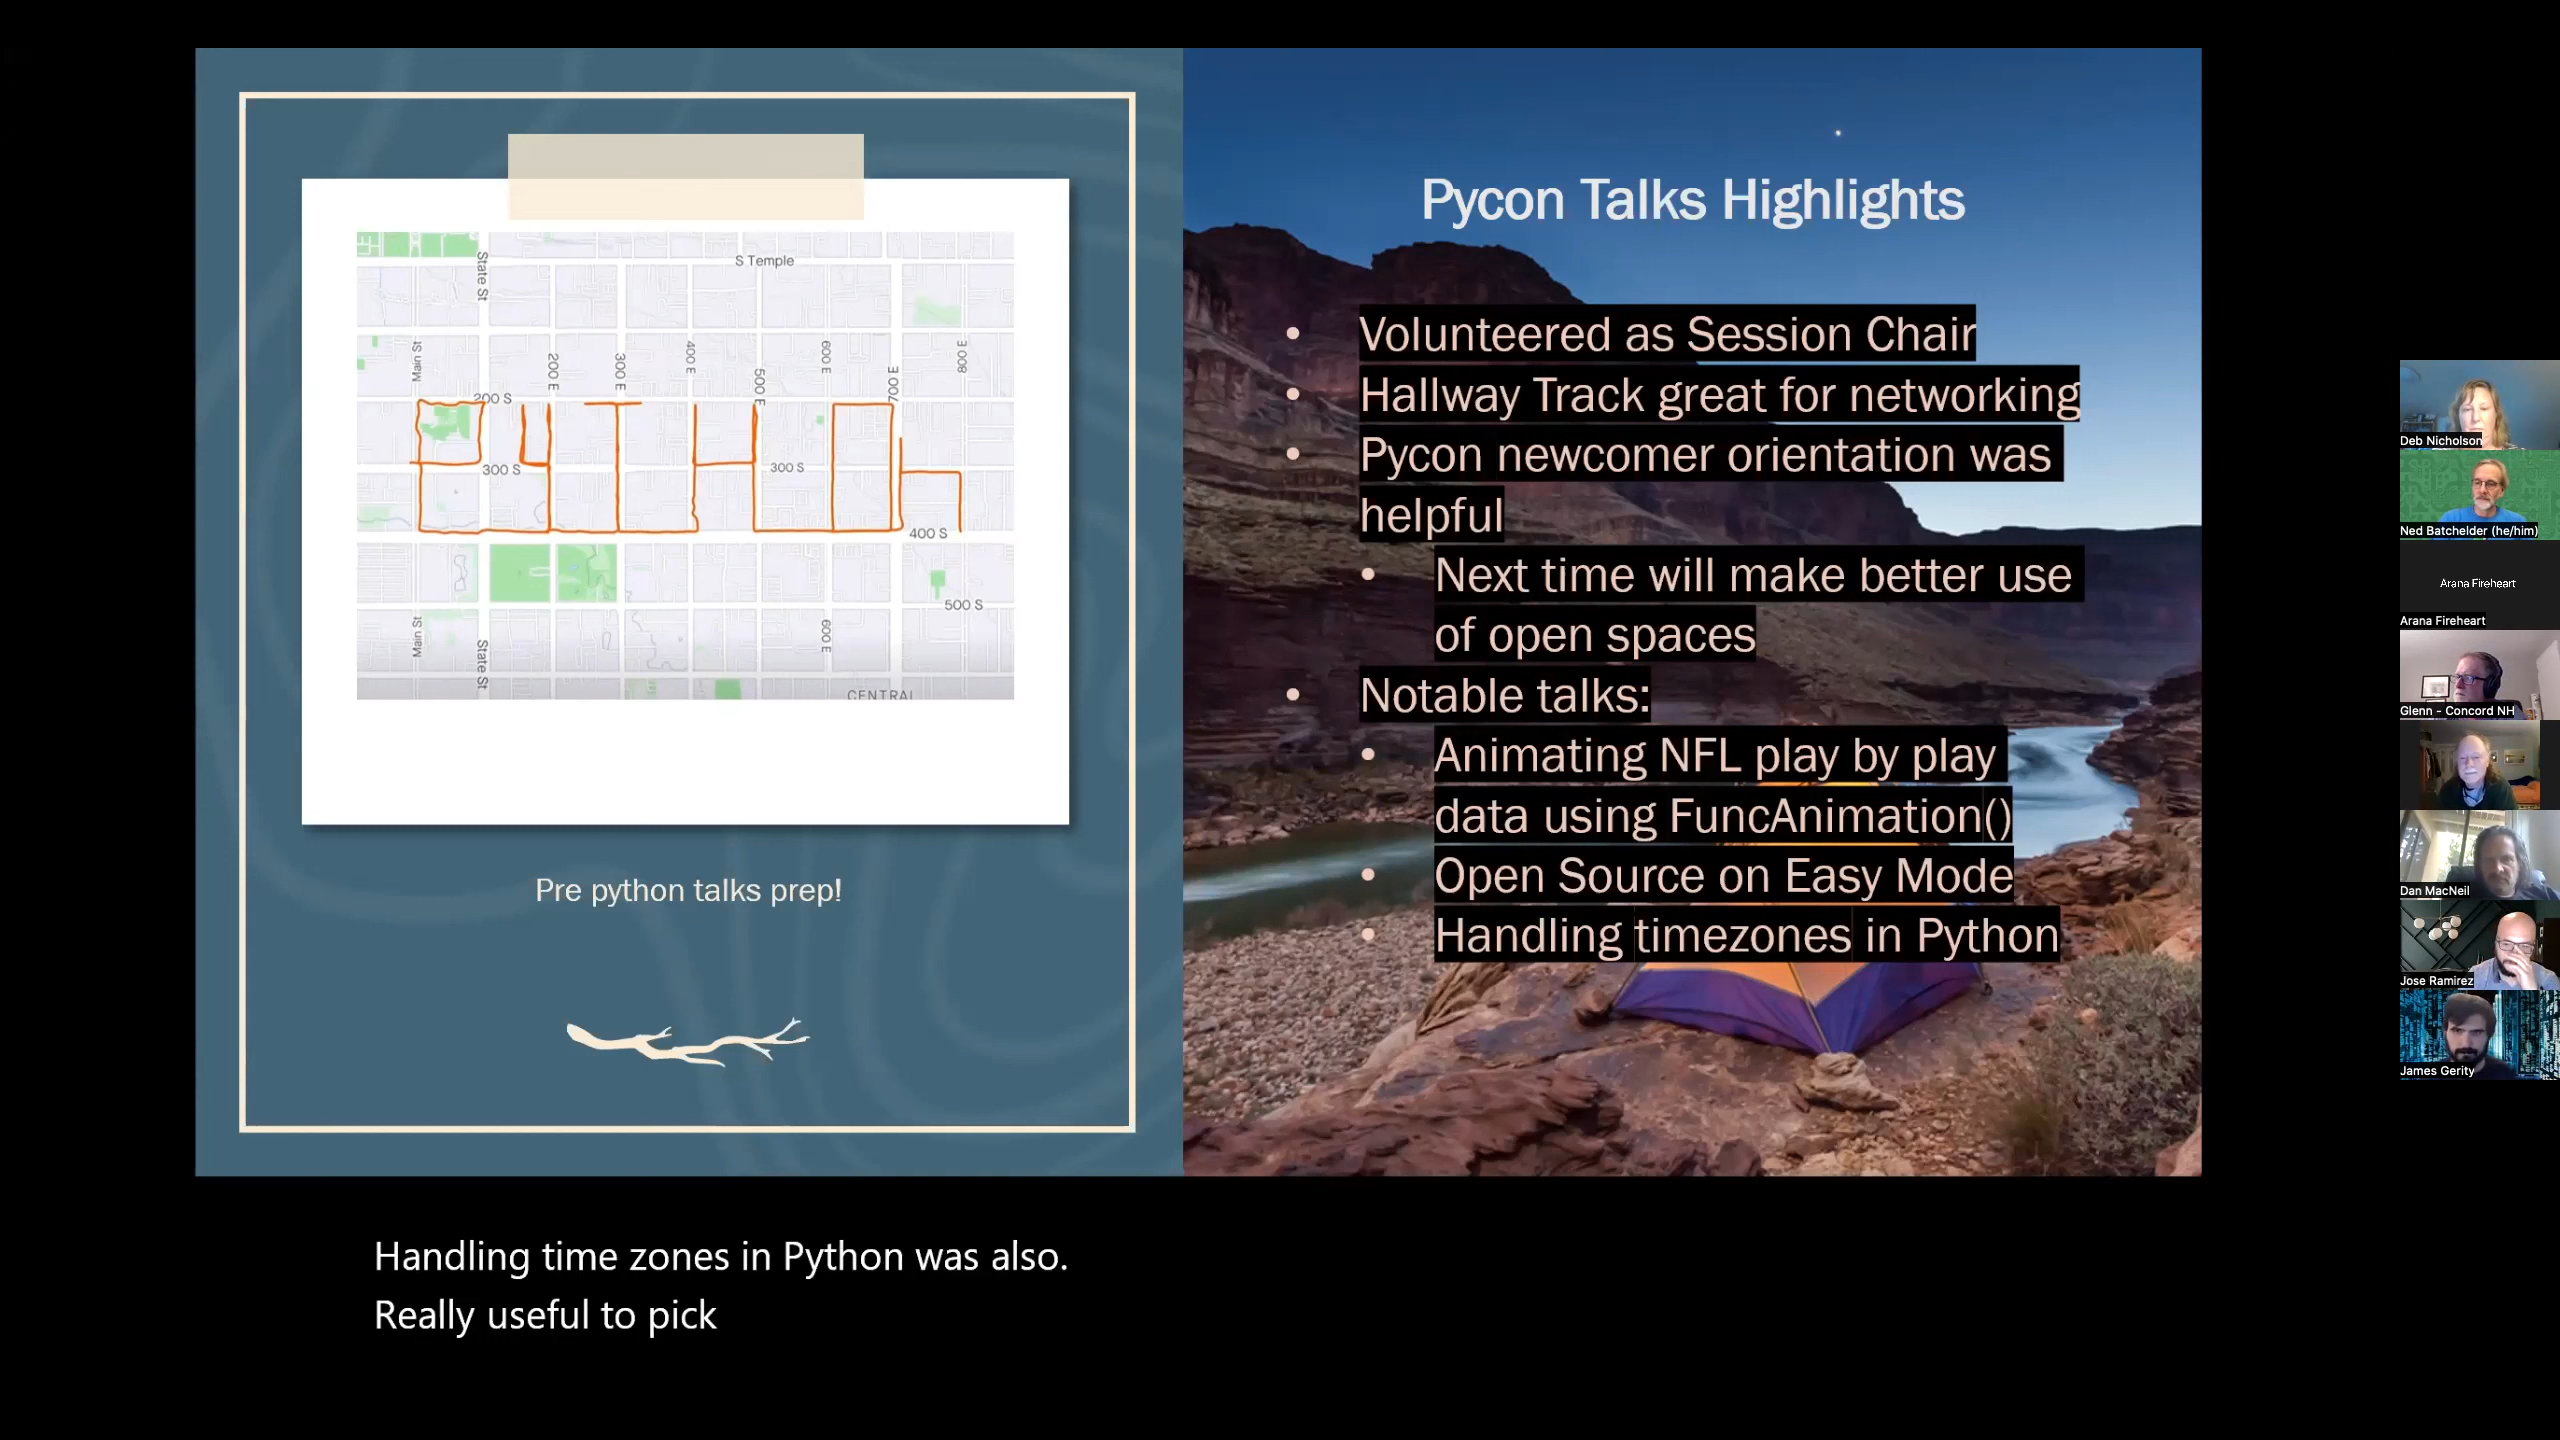 S Temple
State St
Main St
200 E
300 E
400 E
500 E
600 E
700 E
800 E
200 S
300 S
300 S
400 S
500 S
Main St
State St
600 E
CENTRAL
Pre python talks prep!
Pycon Talks Highlights
• Volunteered as Session Chair
• Hallway Track great for networking
• Pycon newcomer orientation was
helpful
• Next time will make better use
of open spaces
• Notable talks:
• Animating NFL play by play
data using FuncAnimation()
• Open Source on Easy Mode
• Handling timezones in Python
Handling time zones in Python was also.
Really useful to pick
Deb Nicholson
Ned Batchelder (he/him)
Arana Fireheart
Arana Fireheart
Glenn - Concord NH
Dan MacNeil
Jose Ramirez
James Gerity